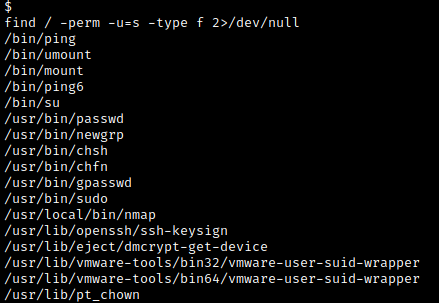 $
find / -perm -u=s -type f 2>/dev/null
/bin/ping
/bin/umount
/bin/mount
/bin/ping6
/bin/su
/usr/bin/passwd
/usr/bin/newgrp
/usr/bin/chsh
/usr/bin/chfn
/usr/bin/gpasswd
/usr/bin/sudo
/usr/local/bin/nmap
/usr/lib/openssh/ssh-keysign
/usr/lib/eject/dmcrypt-get-device
/usr/lib/vmware-tools/bin32/vmware-user-suid-wrapper
/usr/lib/vmware-tools/bin64/vmware-user-suid-wrapper
/usr/lib/pt_chown